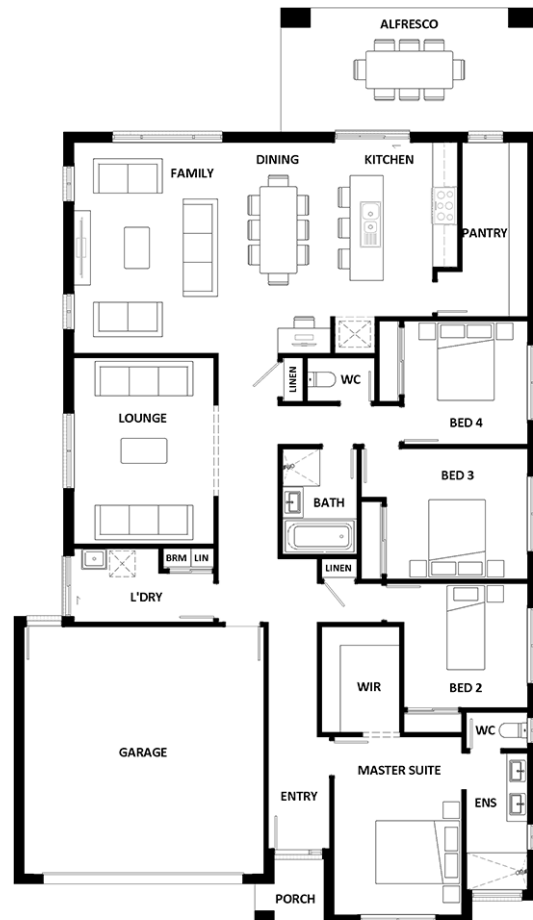 ALFRESCO
FAMILY
DINING
KITCHEN
PANTRY
LINEN
WC
LOUNGE
BED 4
BED 3
BATH
BRM
LIN
LINEN
L'DRY
WIR
BED 2
WC
GARAGE
MASTER SUITE
ENTRY
ENS
PORCH